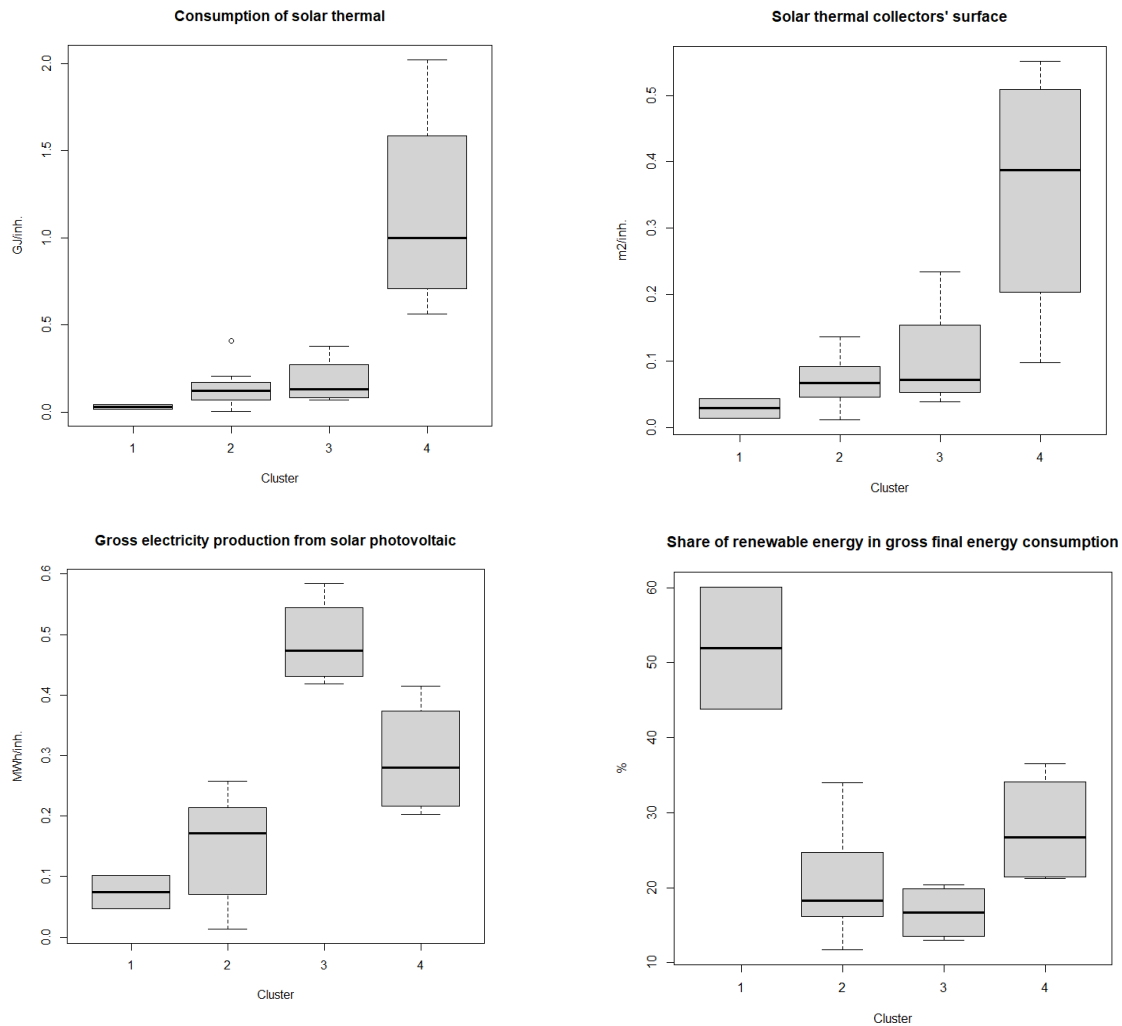 Consumption of solar thermal
2.0
1.5
1.0
0.5
0.0
GJ/inh.
1 2 3 4
Cluster
Solar thermal collectors' surface
0.5
0.4
0.3
0.2
0.1
0.0
m2/inh.
1 2 3 4
Cluster
Gross electricity production from solar photovoltaic
0.6
0.5
0.4
0.3
0.2
0.1
0.0
MWh/inh.
1 2 3 4
Cluster
Share of renewable energy in gross final energy consumption
60
50
40
30
20
10
%
1 2 3 4
Cluster